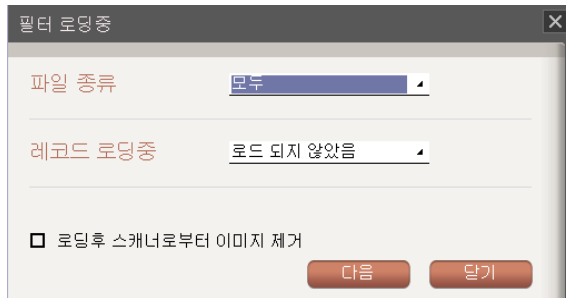 필터 로딩중
파일 종류 모두
레코드 로딩중 로드 되지 않았음
로딩후 스캐너로부터 이미지 제거
다음 닫기